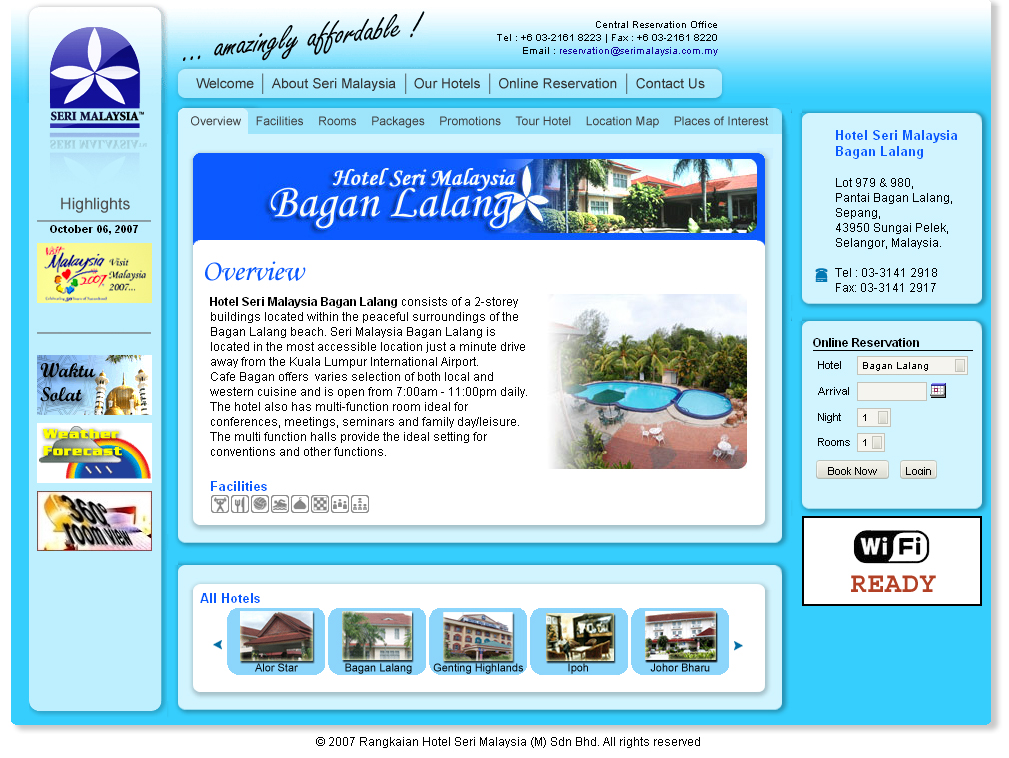 ... amazingly affordable !
Central Reservation Office
Tel : +6 03-2161 8223 | Fax : +6 03-2161 8220
Email : reservation@serimalaysia.com.my
SERI MALAYSIA™
Welcome
About Seri Malaysia
Our Hotels
Online Reservation
Contact Us
Overview
Facilities
Rooms
Packages
Promotions
Tour Hotel
Location Map
Places of Interest
Highlights
October 06, 2007
Visit
Malaysia
2007
Visit
Malaysia
2007...
Waktu
Solat
Weather
Forecast
360°
room view
Hotel Seri Malaysia
Bagan Lalang
Overview
Hotel Seri Malaysia Bagan Lalang consists of a 2-storey
buildings located within the peaceful surroundings of the
Bagan Lalang beach. Seri Malaysia Bagan Lalang is
located in the most accessible location just a minute drive
away from the Kuala Lumpur International Airport.
Cafe Bagan offers varies selection of both local and
western cuisine and is open from 7:00am - 11:00pm daily.
The hotel also has multi-function room ideal for
conferences, meetings, seminars and family day/leisure.
The multi function halls provide the ideal setting for
conventions and other functions.
Facilities
All Hotels
Alor Star
Bagan Lalang
Genting Highlands
Ipoh
Johor Bharu
Hotel Seri Malaysia
Bagan Lalang
Lot 979 & 980,
Pantai Bagan Lalang,
Sepang,
43950 Sungai Pelek,
Selangor, Malaysia.
Tel : 03-3141 2918
Fax: 03-3141 2917
Online Reservation
Hotel
Bagan Lalang
Arrival
Night
1
Rooms
1
Book Now
Login
Wi Fi
READY
© 2007 Rangkaian Hotel Seri Malaysia (M) Sdn Bhd. All rights reserved